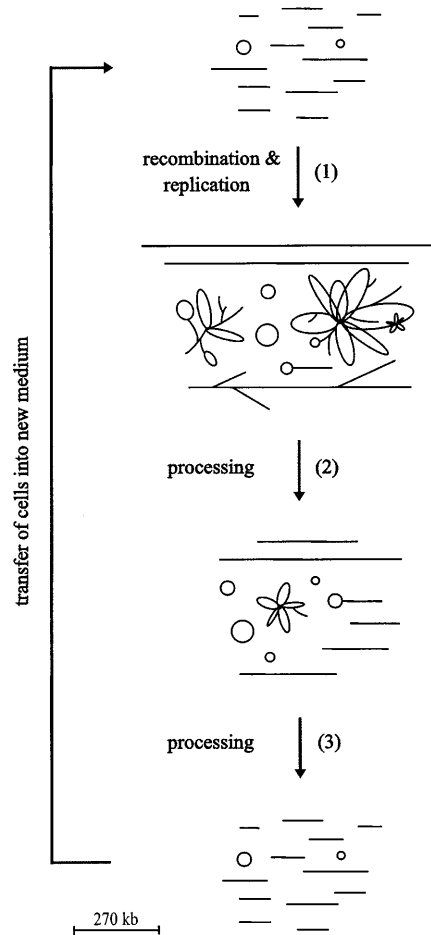 recombination &
replication
(1)
transfer of cells into new medium
processing
(2)
processing
(3)
270 kb